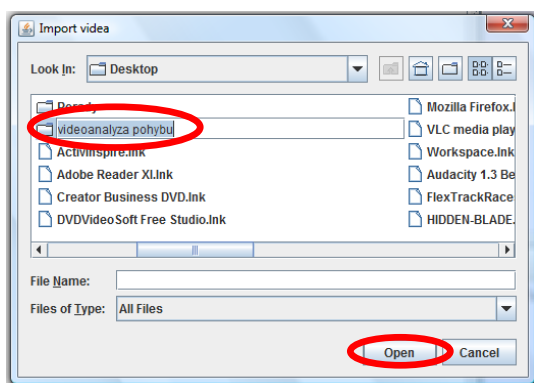 Import videa
Look In: Desktop
videoanalyza pohybu
ActivInspire.lnk
Adobe Reader XI.lnk
Creator Business DVD.lnk
DVDVideoSoft Free Studio.lnk
Mozilla Firefox.l
VLC media play
Workspace.lnk
Audacity 1.3 Be
FlexTrackRace
HIDDEN-BLADE.
File Name:
Files of Type: All Files
Open Cancel